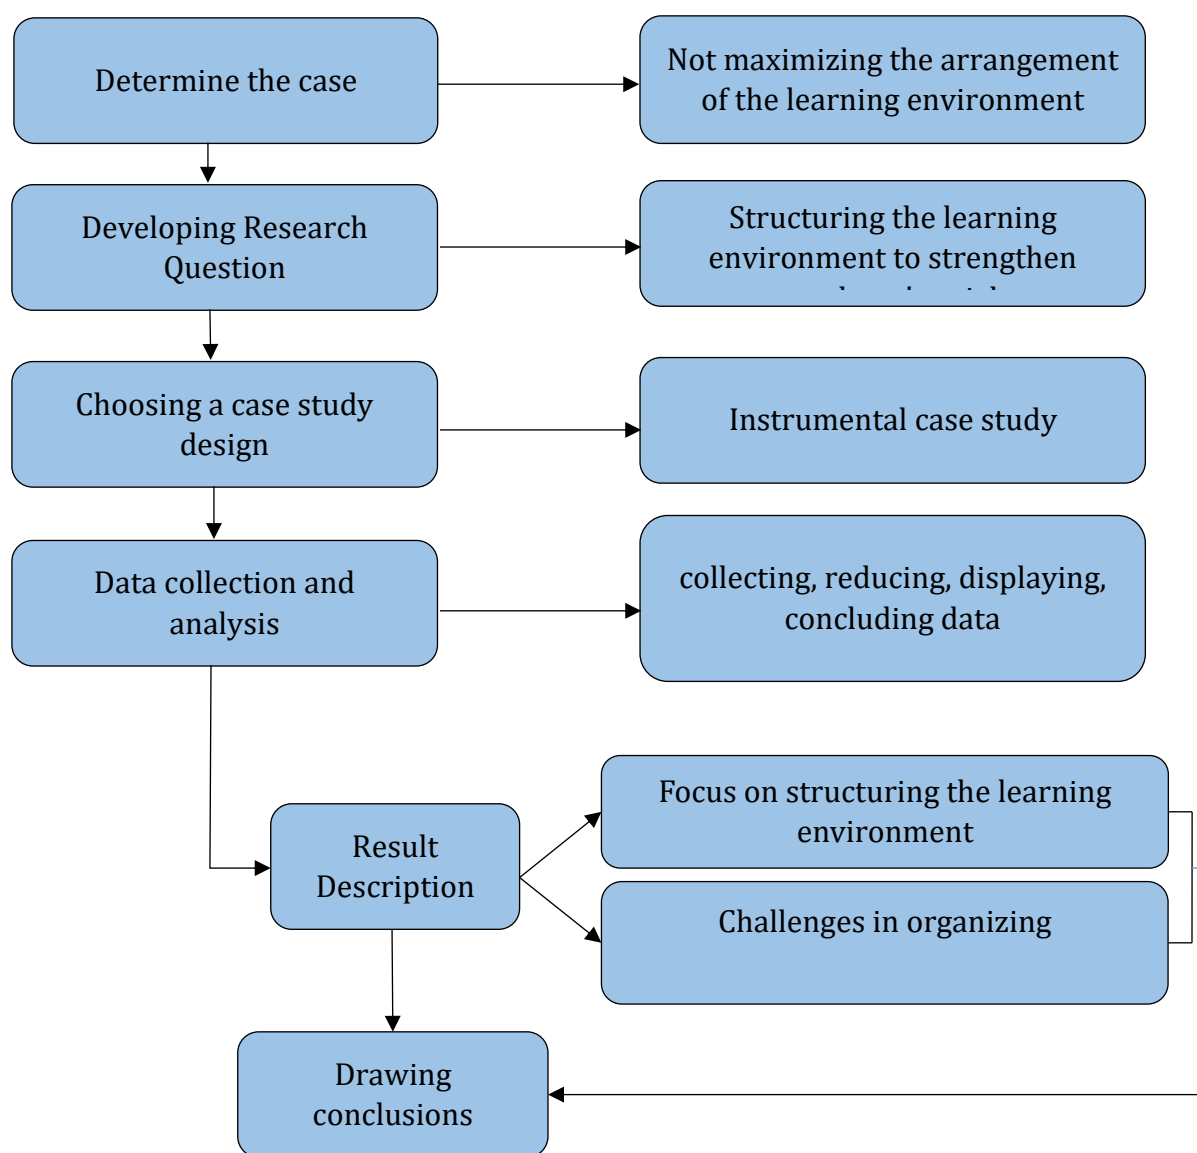 Determine the case
Not maximizing the arrangement
of the learning environment
Developing Research
Question
Structuring the learning
environment to strengthen
Choosing a case study
design
Instrumental case study
Data collection and
analysis
collecting, reducing, displaying,
concluding data
Focus on structuring the learning
environment
Result
Description
Challenges in organizing
Drawing
conclusions